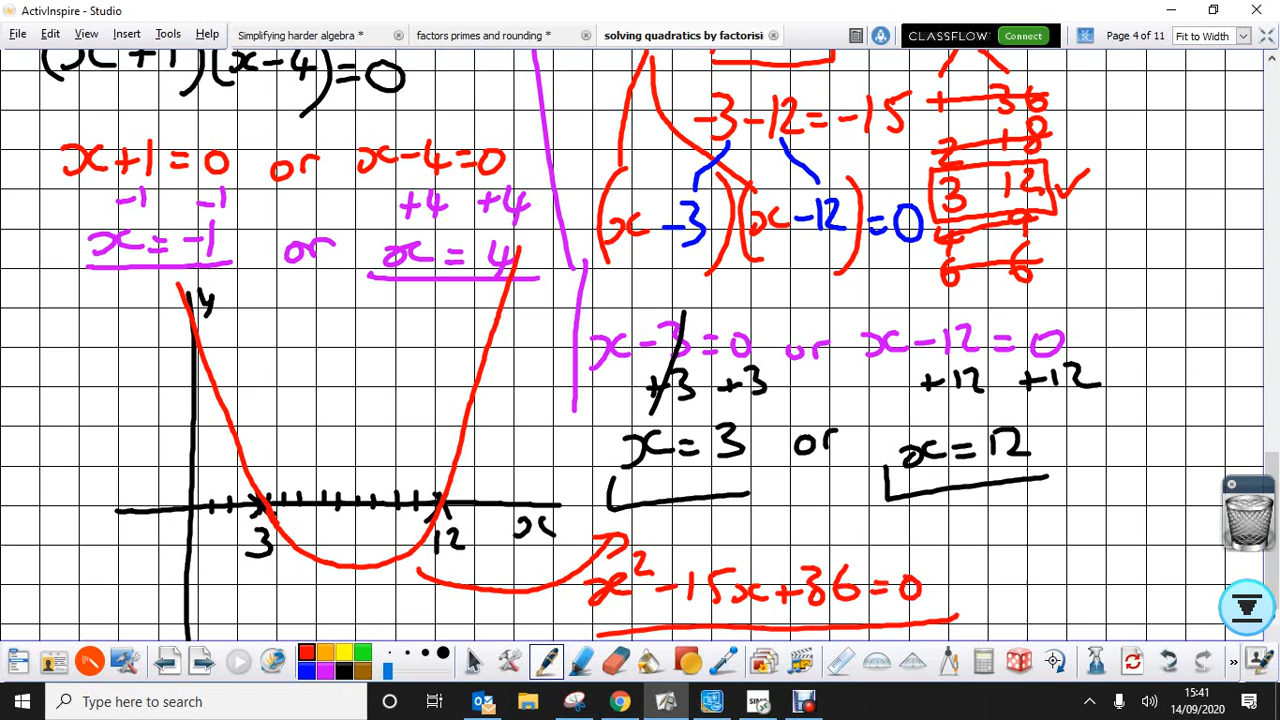 ActivInspire - Studio
File Edit View Insert Tools Help
Simplifying harder algebra *
factors primes and rounding *
solving quadratics by factorisi
CLASSFLOW Connect
Page 4 of 11
Fit to Width
(x+1)(x-4)=0
x+1=0 or x-4=0
-1 -1 +4 +4
x=-1 or x=4
y
3 12 x
-3-12=-15
(x-3)(x-12)=0
1 36
2 18
3 12 ✓
4 9
6 6
x-3=0 or x-12=0
+3 +3 +12 +12
x=3 or x=12
x²-15x+36=0
Type here to search
SIMS
15:41
14/09/2020